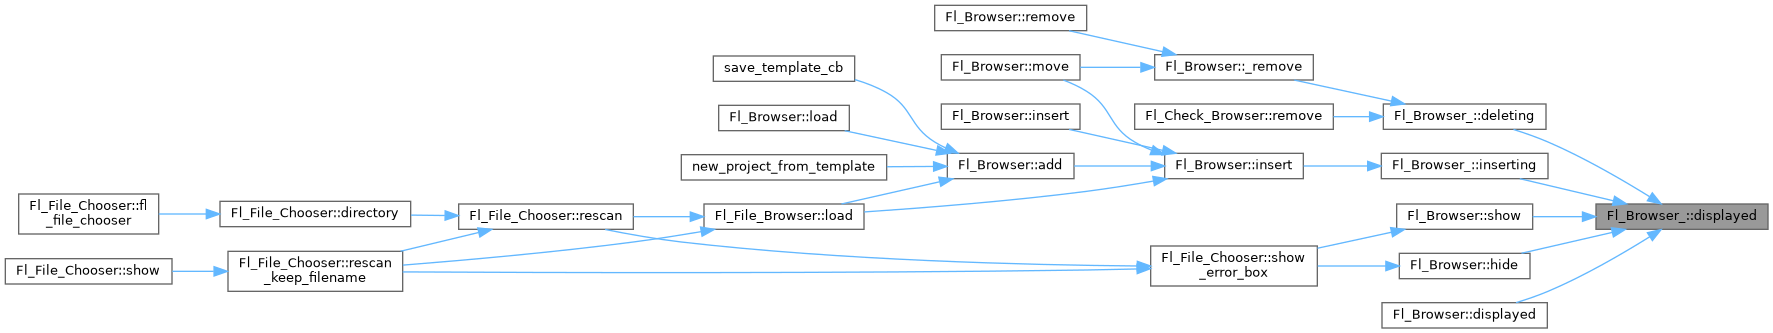 Fl_Browser::remove
Fl_Browser::move
Fl_Browser::_remove
save_template_cb
Fl_Browser::load
Fl_Browser::insert
Fl_Check_Browser::remove
Fl_Browser_::deleting
new_project_from_template
Fl_Browser::add
Fl_Browser::insert
Fl_Browser_::inserting
Fl_File_Chooser::fl
_file_chooser
Fl_File_Chooser::directory
Fl_File_Chooser::rescan
Fl_File_Browser::load
Fl_Browser::show
Fl_Browser_::displayed
Fl_File_Chooser::show
Fl_File_Chooser::rescan
_keep_filename
Fl_File_Chooser::show
_error_box
Fl_Browser::hide
Fl_Browser::displayed